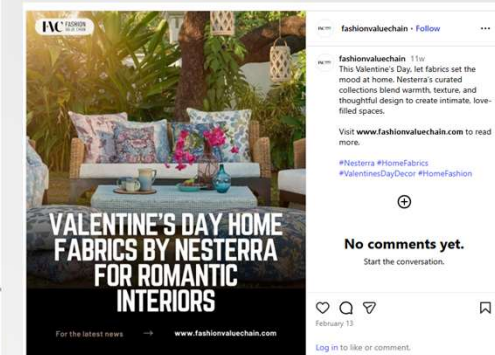 FVC FASHION
VALUE CHAIN
VALENTINE'S DAY HOME
FABRICS BY NESTERRA
FOR ROMANTIC
INTERIORS
For the latest news → www.fashionvaluechain.com
fashionvaluechain • Follow
fashionvaluechain 11w
This Valentine's Day, let fabrics set the
mood at home. Nesterra's curated
collections blend warmth, texture, and
thoughtful design to create intimate, love-
filled spaces.
Visit www.fashionvaluechain.com to read
more.
#Nesterra #HomeFabrics
#ValentinesDayDecor #HomeFashion
No comments yet.
Start the conversation.
February 13
Log in to like or comment.